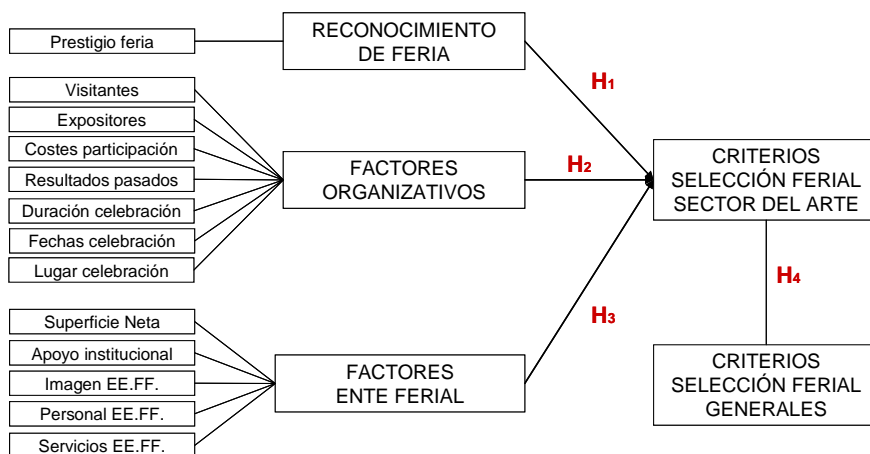 Prestigio feria
RECONOCIMIENTO
DE FERIA
H1
Visitantes
Expositores
Costes participación
Resultados pasados
Duración celebración
Fechas celebración
Lugar celebración
FACTORES
ORGANIZATIVOS
H2
CRITERIOS
SELECCIÓN FERIAL
SECTOR DEL ARTE
H4
Superficie Neta
Apoyo institucional
Imagen EE.FF.
Personal EE.FF.
Servicios EE.FF.
FACTORES
ENTE FERIAL
H3
CRITERIOS
SELECCIÓN FERIAL
GENERALES